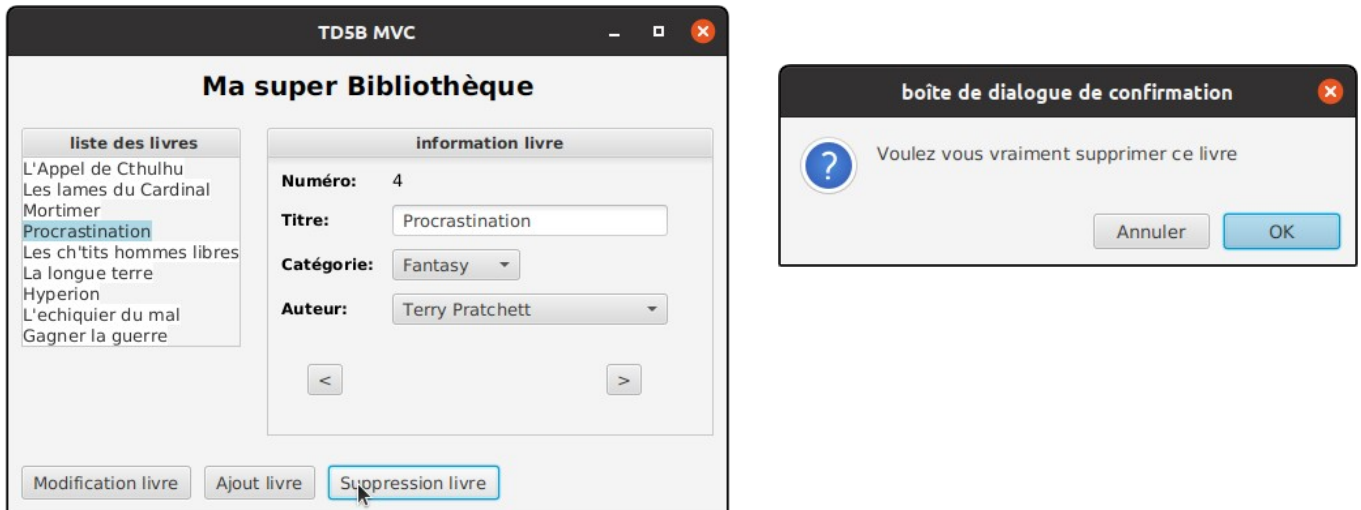 TD5B MVC
Ma super Bibliothèque
liste des livres
L'Appel de Cthulhu
Les lames du Cardinal
Mortimer
Procrastination
Les ch'tits hommes libres
La longue terre
Hyperion
L'echiquier du mal
Gagner la guerre
information livre
Numéro: 4
Titre: Procrastination
Catégorie: Fantasy
Auteur: Terry Pratchett
< >
Modification livre Ajout livre Suppression livre
boîte de dialogue de confirmation
?
Voulez vous vraiment supprimer ce livre
Annuler OK